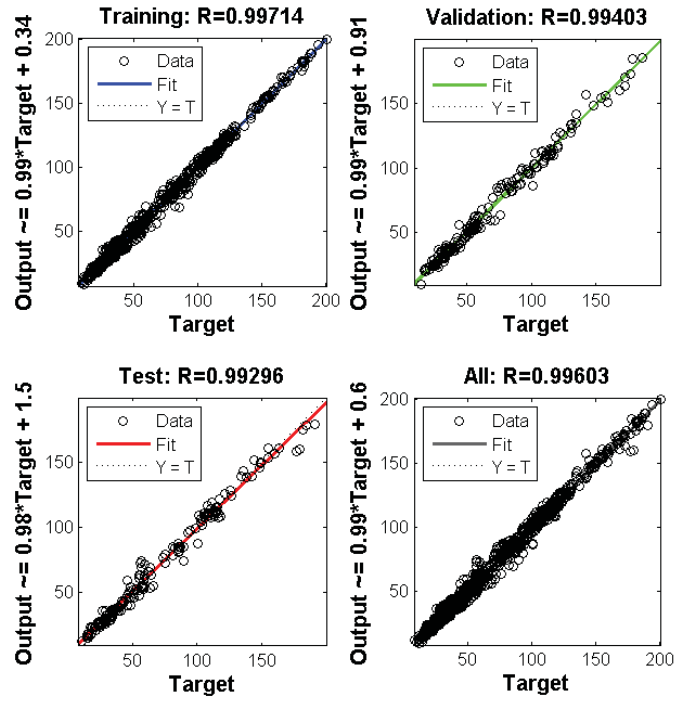 Training: R=0.99714
Output ~= 0.99*Target + 0.34
Data
Fit
Y = T
200
150
100
50
50
100
150
200
Target
Validation: R=0.99403
Output ~= 0.99*Target + 0.91
Data
Fit
Y = T
150
100
50
50
100
150
Target
Test: R=0.99296
Output ~= 0.98*Target + 1.5
Data
Fit
Y = T
150
100
50
50
100
150
Target
All: R=0.99603
Output ~= 0.99*Target + 0.6
Data
Fit
Y = T
200
150
100
50
50
100
150
200
Target